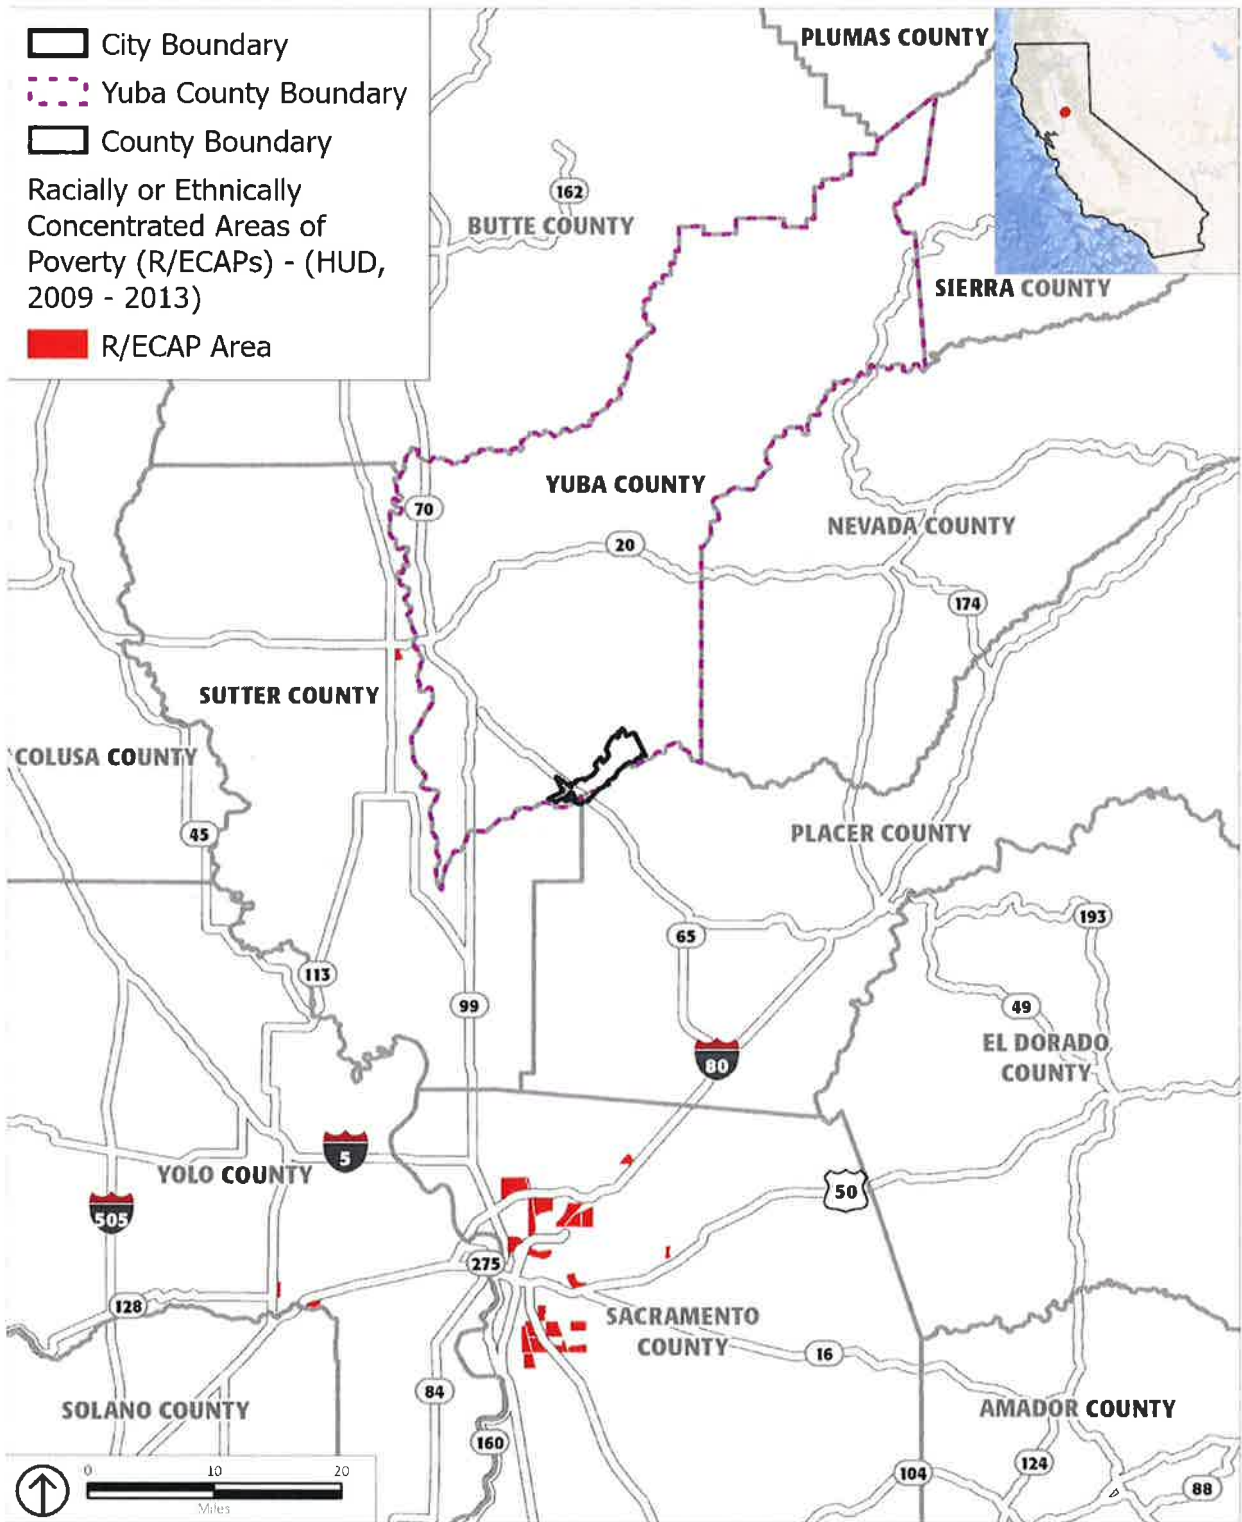 City Boundary
Yuba County Boundary
County Boundary
Racially or Ethnically
Concentrated Areas of
Poverty (R/ECAPs) - (HUD,
2009 - 2013)
R/ECAP Area
PLUMAS COUNTY
162
BUTTE COUNTY
SIERRA COUNTY
YUBA COUNTY
70
20
NEVADA COUNTY
174
SUTTER COUNTY
COLUSA COUNTY
45
PLACER COUNTY
65
193
113
99
49
80
EL DORADO
COUNTY
5
YOLO COUNTY
50
505
275
128
SACRAMENTO
COUNTY
16
84
SOLANO COUNTY
AMADOR COUNTY
160
124
104
88
0 10 20
Miles